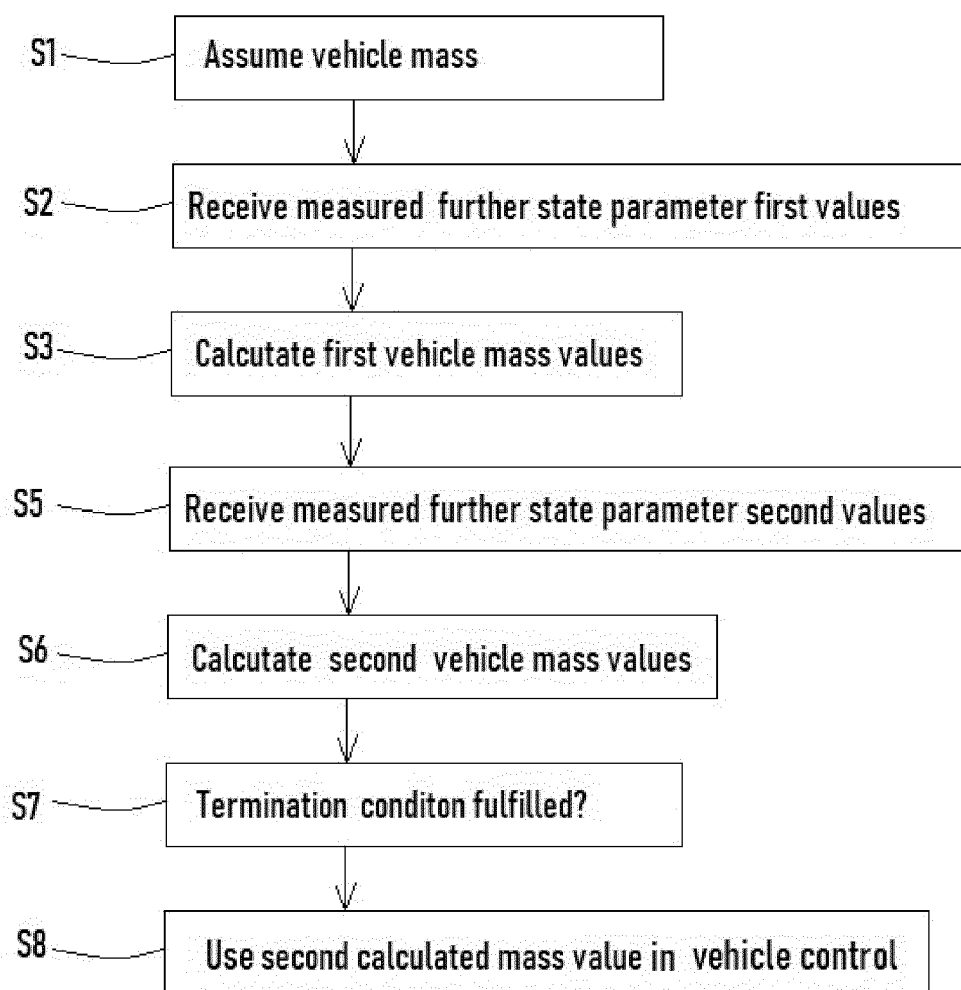 S1 Assume vehicle mass
S2 Receive measured further state parameter first values
S3 Calcutate first vehicle mass values
S5 Receive measured further state parameter second values
S6 Calcutate second vehicle mass values
S7 Termination conditon fulfilled?
S8 Use second calculated mass value in vehicle control